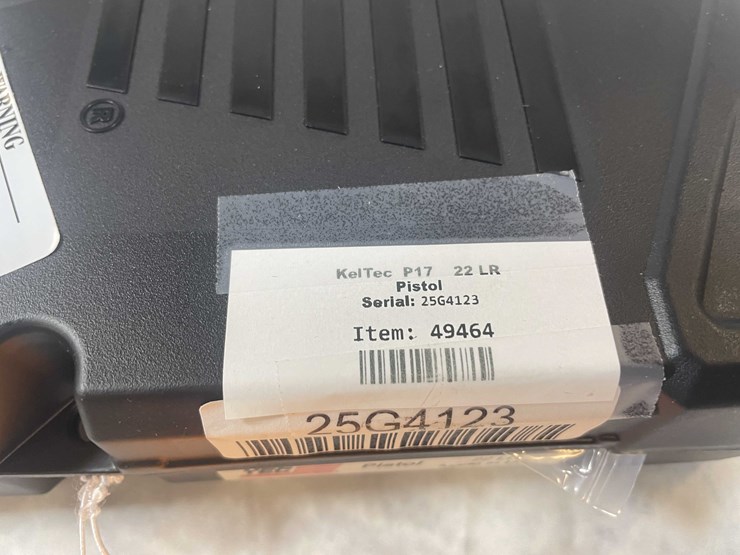 WARNING
®
KelTec P17 22 LR
Pistol
Serial: 25G4123
Item: 49464
25G4123
Pistol